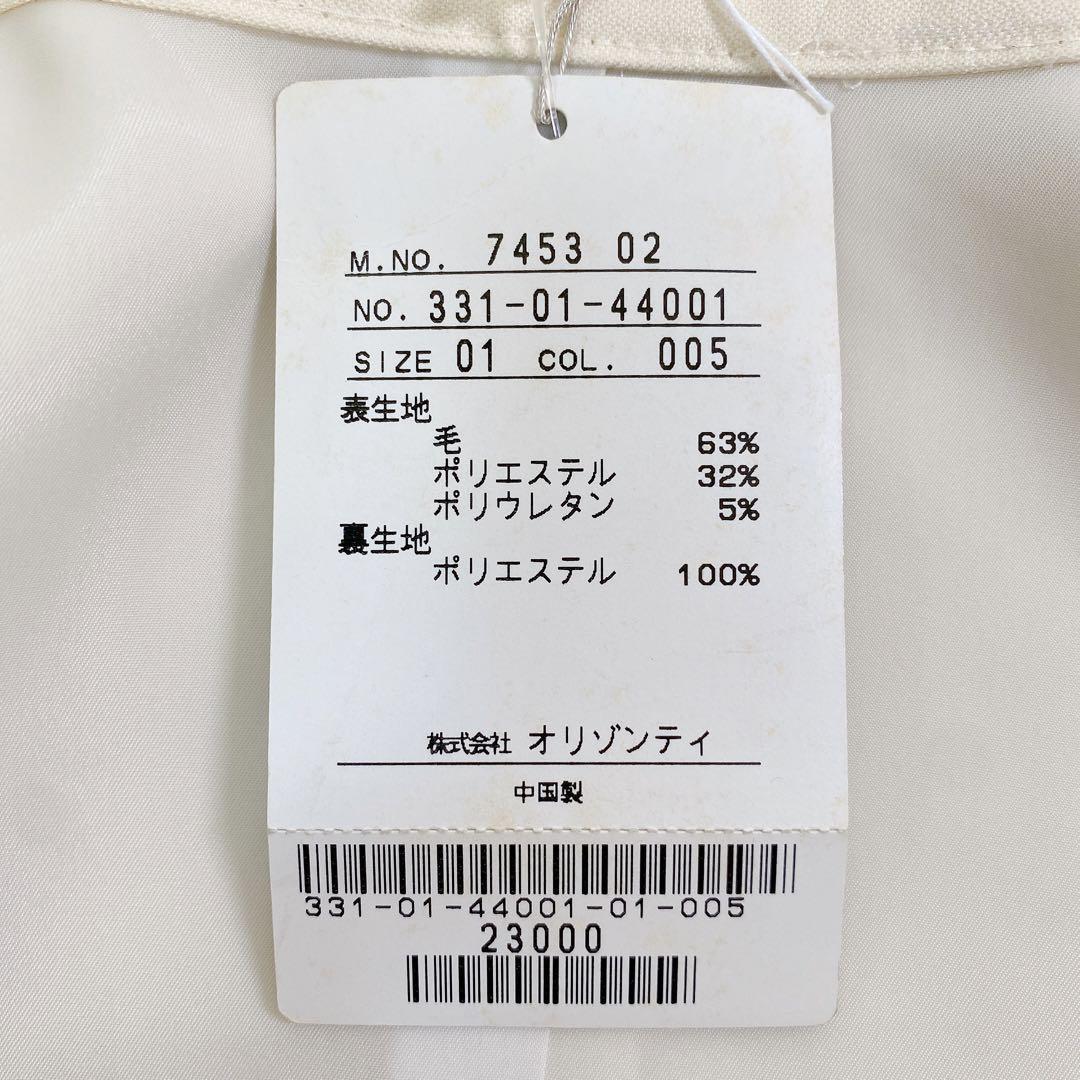 M.NO. 7453 02
NO. 331-01-44001
SIZE 01 COL. 005
表生地
毛 63%
ポリエステル 32%
ポリウレタン 5%
裏生地
ポリエステル 100%
株式会社 オリゾンティ
中国製
331-01-44001-01-005
23000